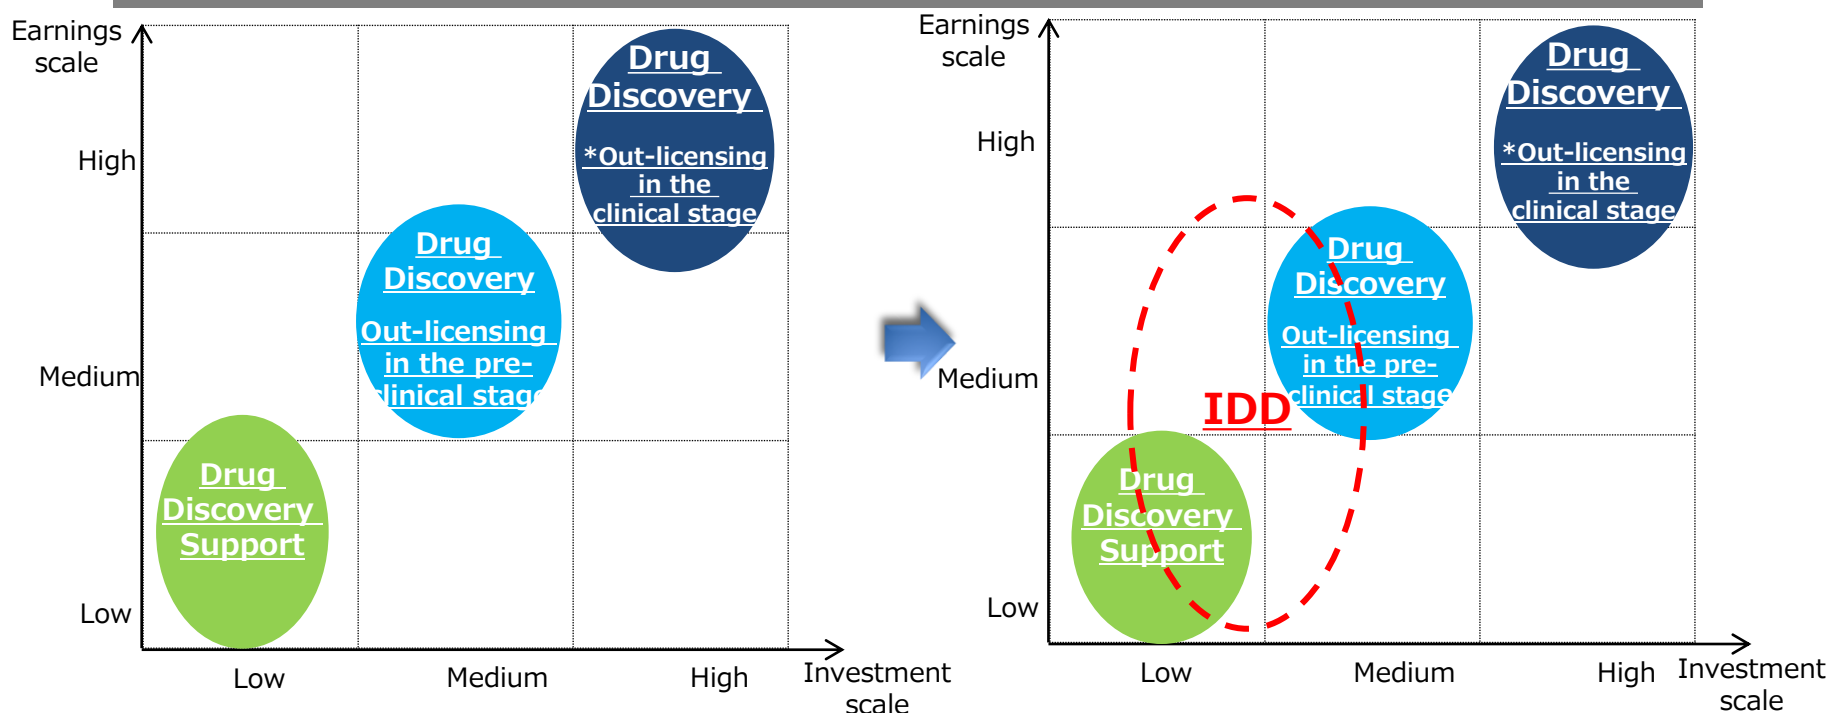 Earnings
scale
High
Medium
Low
Drug
Discovery
*Out-licensing
in the
clinical stage
Drug
Discovery
Out-licensing
in the pre-
clinical stage
Drug
Discovery
Support
Low
Medium
High
Investment
scale
Earnings
scale
High
Medium
Low
Drug
Discovery
*Out-licensing
in the
clinical stage
Drug
Discovery
Out-licensing
in the pre-
clinical stage
IDD
Drug
Discovery
Support
Low
Medium
High
Investment
scale